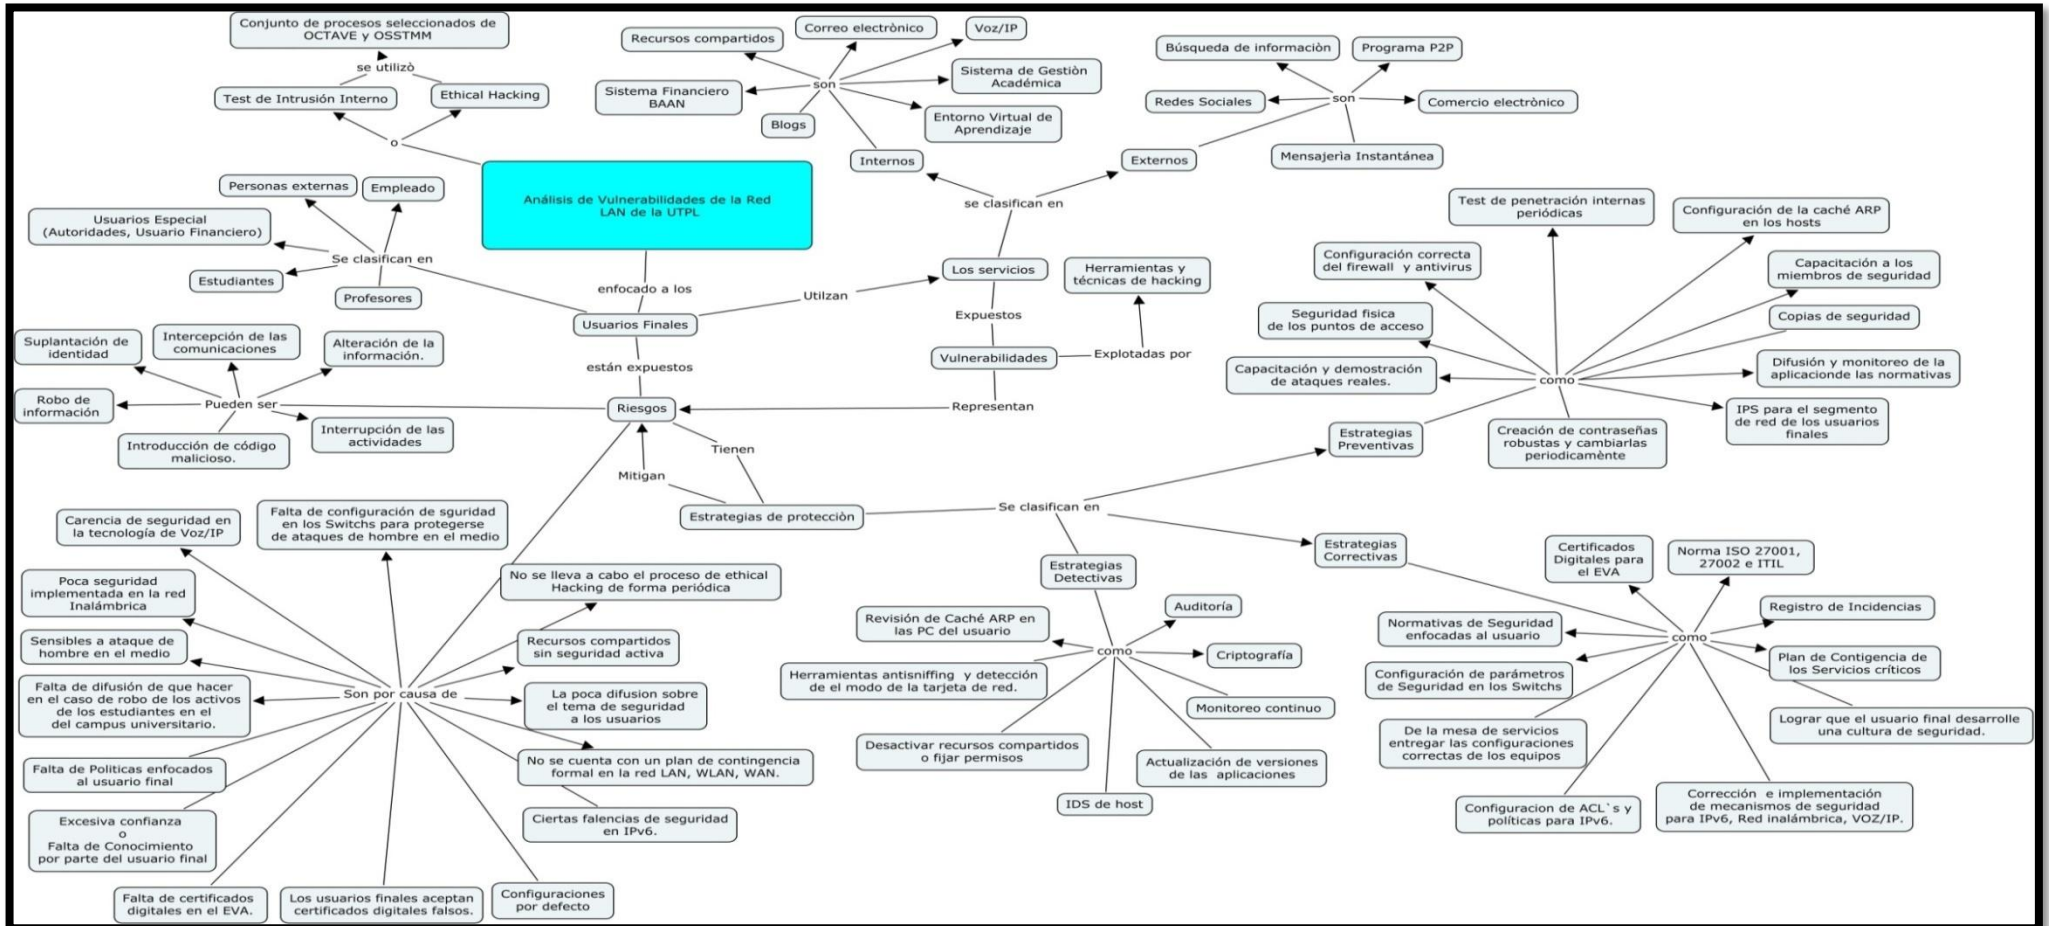 Conjunto de procesos seleccionados de
OCTAVE y OSSTMM
se utilizò
Test de Intrusión Interno
Ethical Hacking
o
Análisis de Vulnerabilidades de la Red
LAN de la UTPL
Recursos compartidos
Correo electrònico
Voz/IP
Sistema Financiero
BAAN
son
Sistema de Gestiòn
Académica
Blogs
Entorno Virtual de
Aprendizaje
Internos
Búsqueda de informaciòn
Programa P2P
Redes Sociales
son
Comercio electrònico
Mensajerìa Instantánea
Externos
se clasifican en
Los servicios
Personas externas
Empleado
Usuarios Especial
(Autoridades, Usuario Financiero)
Se clasifican en
Estudiantes
Profesores
enfocado a los
Usuarios Finales
Utilzan
Expuestos
Vulnerabilidades
Explotadas por
Herramientas y
técnicas de hacking
están expuestos
Riesgos
Representan
Suplantación de
identidad
Intercepción de las
comunicaciones
Alteración de la
información.
Robo de
información
Pueden ser
Introducción de código
malicioso.
Interrupción de las
actividades
Tienen
Mitigan
Estrategias de protecciòn
Se clasifican en
Test de penetración internas
periódicas
Configuración de la caché ARP
en los hosts
Configuración correcta
del firewall y antivirus
Capacitación a los
miembros de seguridad
Seguridad fisica
de los puntos de acceso
Copias de seguridad
Capacitación y demostración
de ataques reales.
como
Difusión y monitoreo de la
aplicacionde las normativas
Estrategias
Preventivas
Creación de contraseñas
robustas y cambiarlas
periodicamènte
IPS para el segmento
de red de los usuarios
finales
Estrategias
Detectivas
Estrategias
Correctivas
Carencia de seguridad en
la tecnología de Voz/IP
Falta de configuración de sguridad
en los Switchs para protegerse
de ataques de hombre en el medio
Poca seguridad
implementada en la red
Inalámbrica
No se lleva a cabo el proceso de ethical
Hacking de forma periódica
Sensibles a ataque de
hombre en el medio
Recursos compartidos
sin seguridad activa
Falta de difusión de que hacer
en el caso de robo de los activos
de los estudiantes en el
del campus universitario.
Son por causa de
La poca difusion sobre
el tema de seguridad
a los usuarios
Falta de Politicas enfocados
al usuario final
No se cuenta con un plan de contingencia
formal en la red LAN, WLAN, WAN.
Excesiva confianza
o
Falta de Conocimiento
por parte del usuario final
Ciertas falencias de seguridad
en IPv6.
Falta de certificados
digitales en el EVA.
Los usuarios finales aceptan
certificados digitales falsos.
Configuraciones
por defecto
Revisión de Caché ARP en
las PC del usuario
Auditoría
como
Criptografía
Herramientas antisniffing y detección
de el modo de la tarjeta de red.
Monitoreo continuo
Desactivar recursos compartidos
o fijar permisos
Actualización de versiones
de las aplicaciones
IDS de host
Certificados
Digitales para
el EVA
Norma ISO 27001,
27002 e ITIL
Normativas de Seguridad
enfocadas al usuario
como
Registro de Incidencias
Configuración de parámetros
de Seguridad en los Switchs
Plan de Contigencia de
los Servicios críticos
De la mesa de servicios
entregar las configuraciones
correctas de los equipos
Lograr que el usuario final desarrolle
una cultura de seguridad.
Configuracion de ACL`s y
políticas para IPv6.
Corrección e implementación
de mecanismos de seguridad
para IPv6, Red inalámbrica, VOZ/IP.